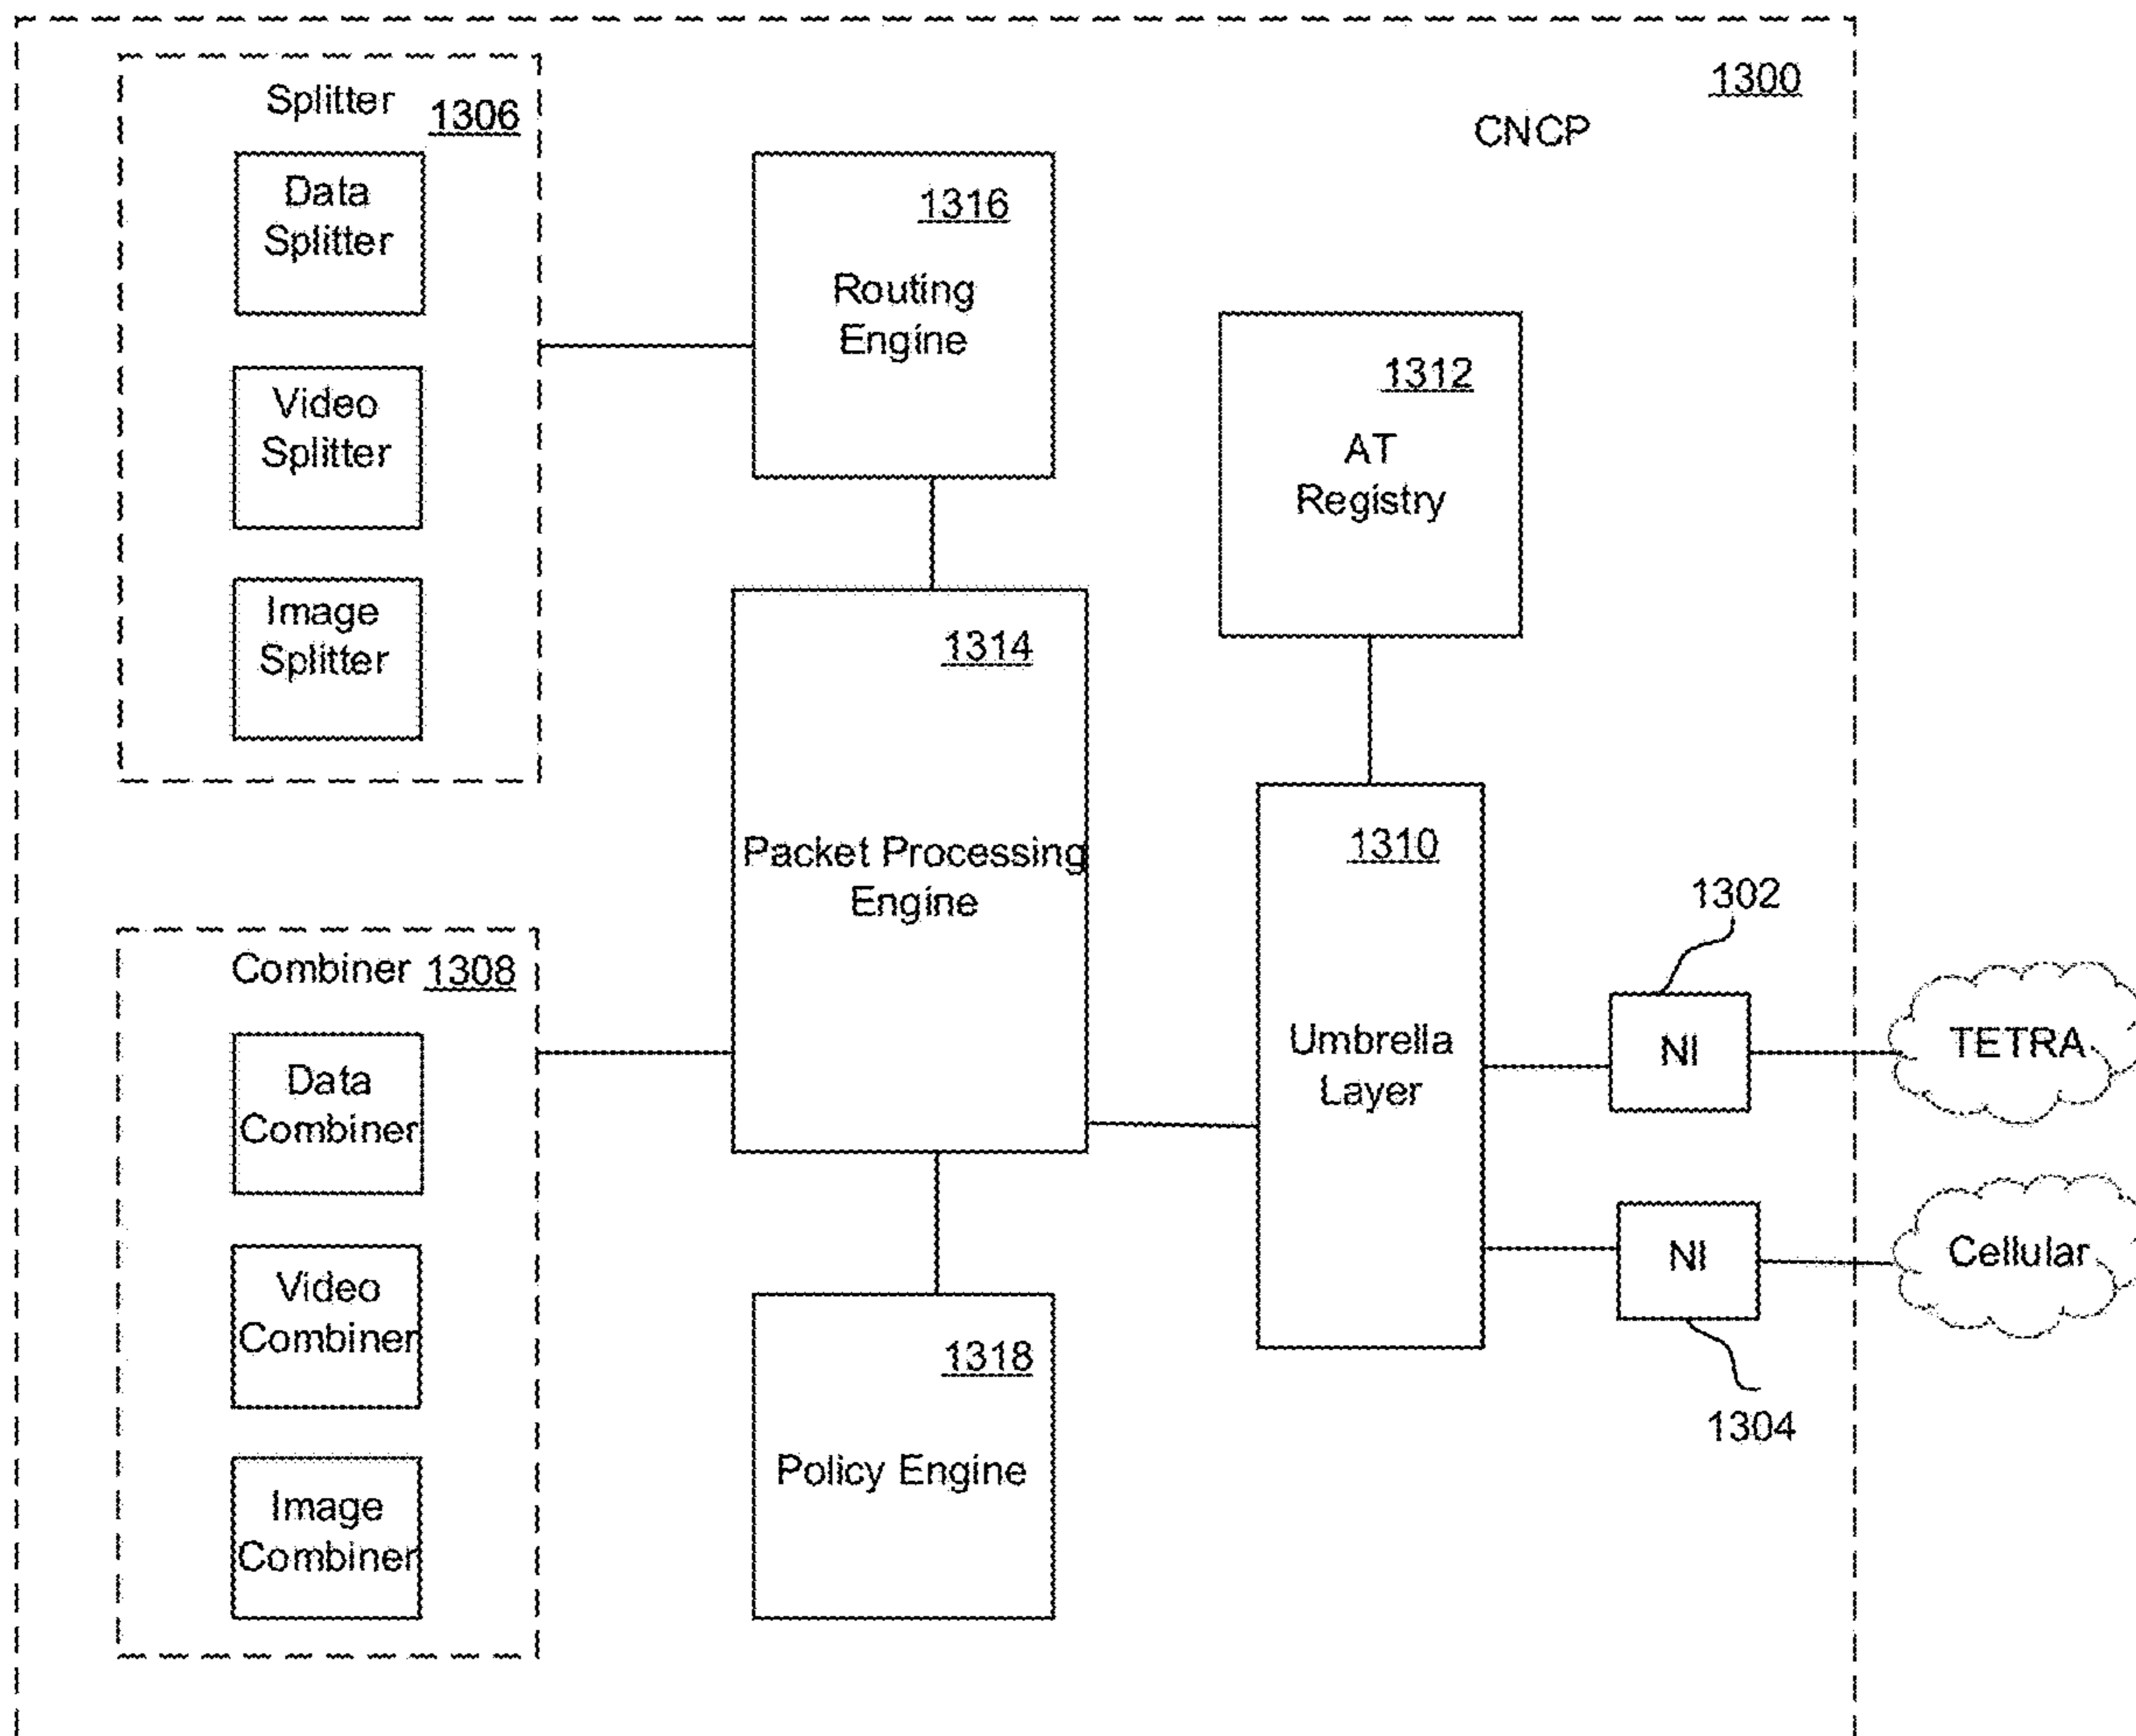 1300
CNCP
Splitter
1306
Data
Splitter
Video
Splitter
Image
Splitter
1316
Routing
Engine
1312
AT
Registry
1314
Packet Processing
Engine
1310
Umbrella
Layer
1302
NI
TETRA
NI
Cellular
1304
Combiner 1308
Data
Combiner
Video
Combiner
Image
Combiner
1318
Policy Engine